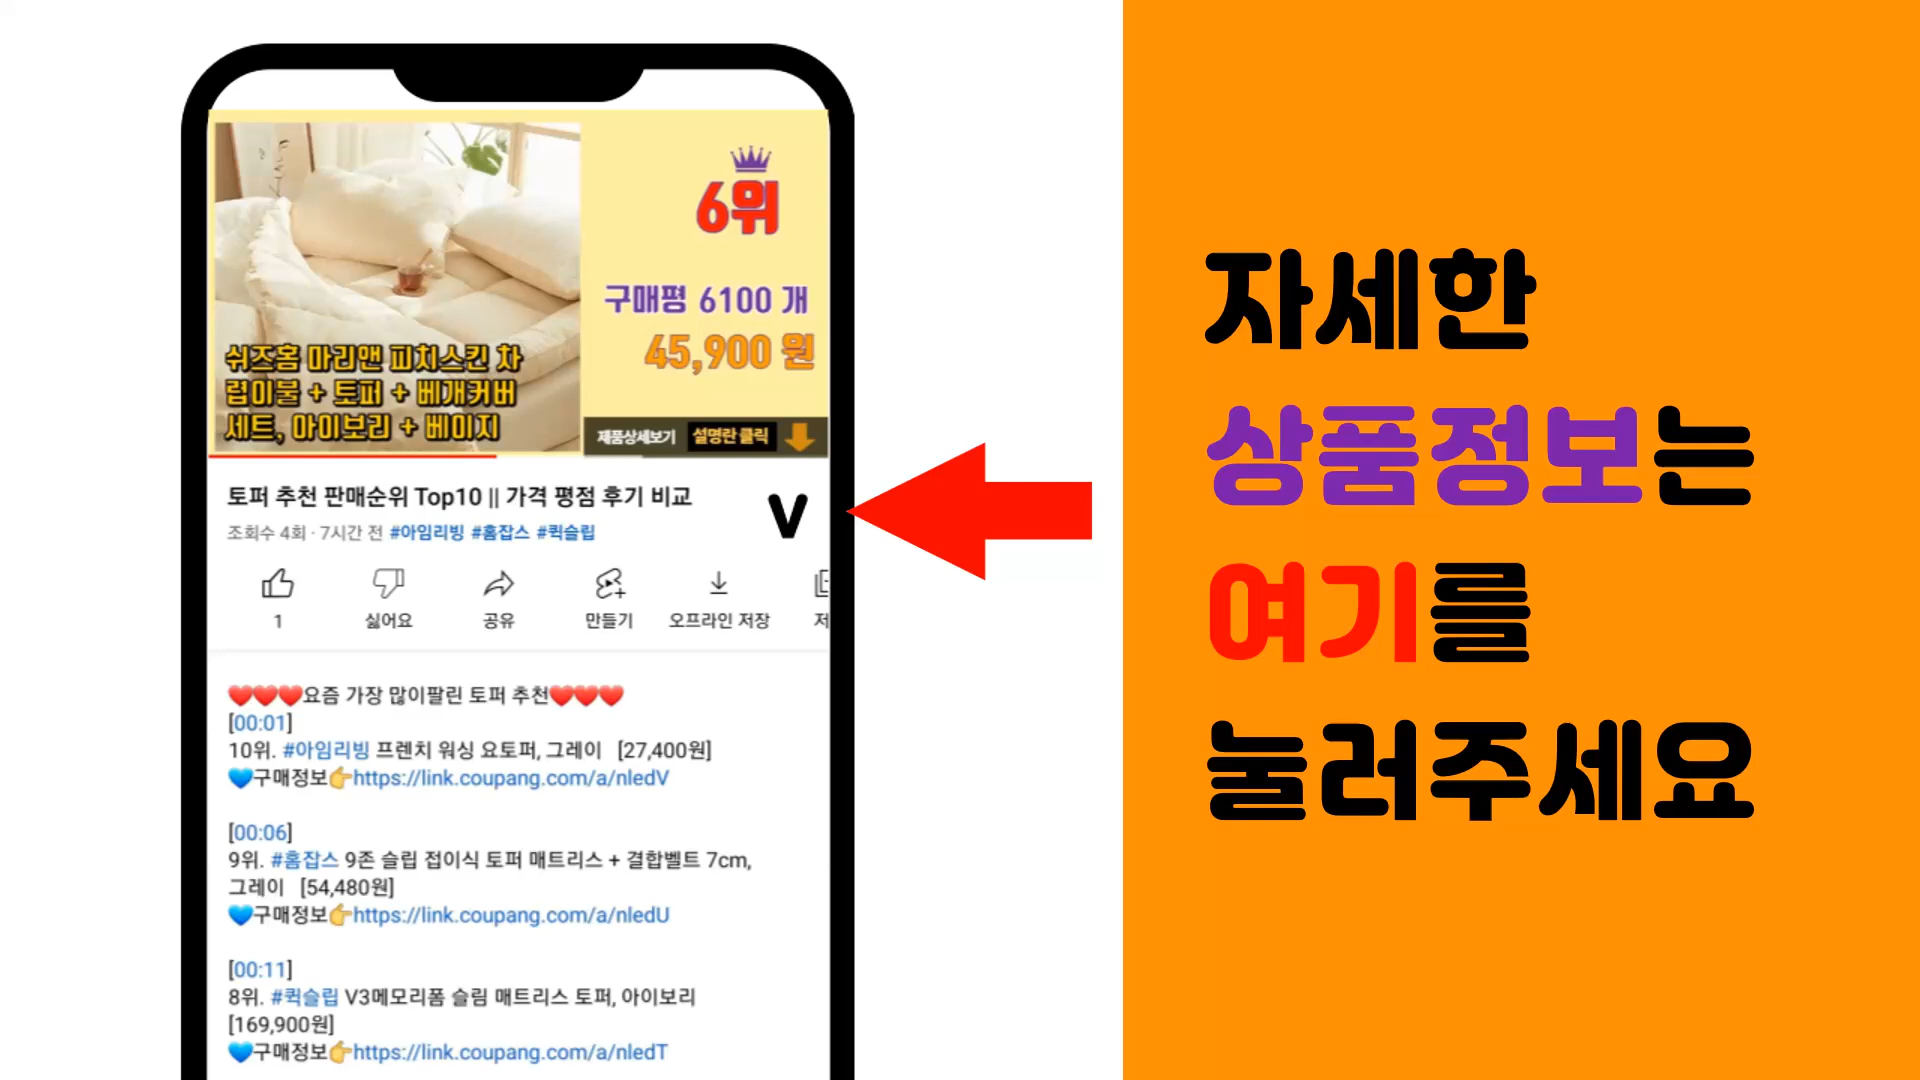 6위
구매평 6100 개
45,900 원
쉬즈홈 마리앤 피치스킨 차
렵이불 + 토퍼 + 베개커버
세트, 아이보리 + 베이지
제품상세보기 설명란 클릭
토퍼 추천 판매순위 Top10 || 가격 평점 후기 비교
V
조회수 4회 · 7시간 전 #아임리빙 #홈잡스 #퀵슬립
1 싫어요 공유 만들기 오프라인 저장 저
❤️❤️❤️요즘 가장 많이팔린 토퍼 추천❤️❤️❤️
[00:01]
10위. #아임리빙 프렌치 워싱 요토퍼, 그레이 [27,400원]
💙구매정보👉https://link.coupang.com/a/nledV
[00:06]
9위. #홈잡스 9존 슬립 접이식 토퍼 매트리스 + 결합벨트 7cm,
그레이 [54,480원]
💙구매정보👉https://link.coupang.com/a/nledU
[00:11]
8위. #퀵슬립 V3메모리폼 슬림 매트리스 토퍼, 아이보리
[169,900원]
💙구매정보👉https://link.coupang.com/a/nledT
자세한
상품정보는
여기를
눌러주세요